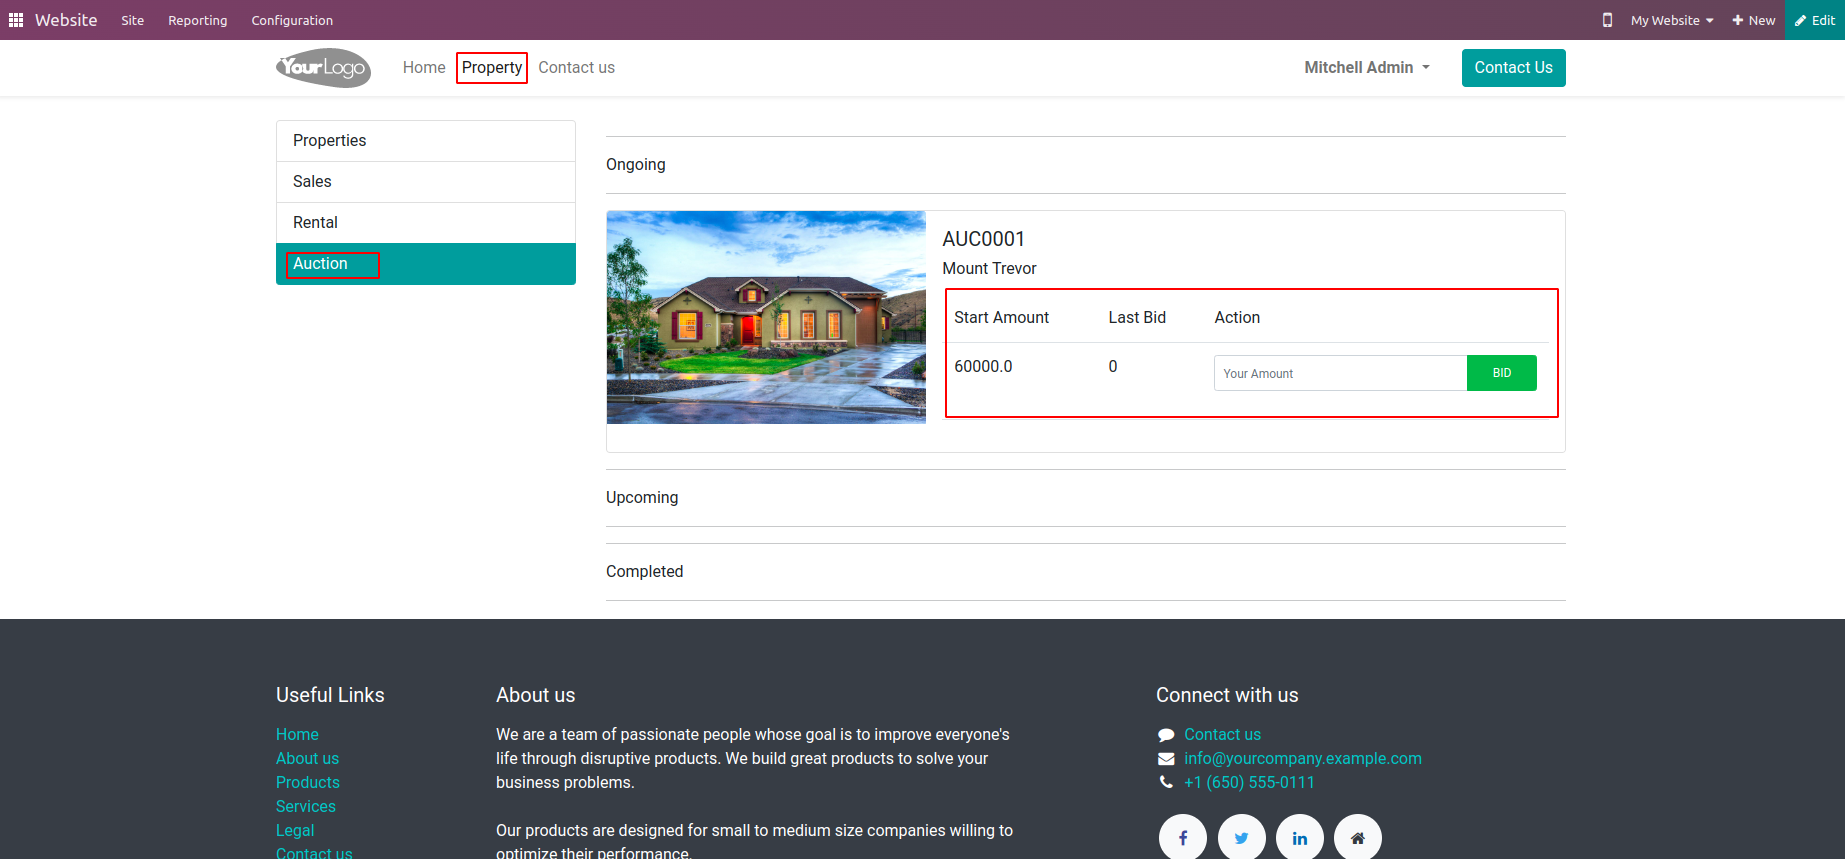 Website Site Reporting Configuration My Website New Edit
YourLogo Home Property Contact us Mitchell Admin Contact Us
Properties
Sales
Rental
Auction
Ongoing
AUC0001
Mount Trevor
Start Amount Last Bid Action
60000.0 0 Your Amount BID
Upcoming
Completed
Useful Links
Home
About us
Products
Services
Legal
Contact us
About us
We are a team of passionate people whose goal is to improve everyone's
life through disruptive products. We build great products to solve your
business problems.
Our products are designed for small to medium size companies willing to
optimize their performance.
Connect with us
Contact us
info@yourcompany.example.com
+1 (650) 555-0111